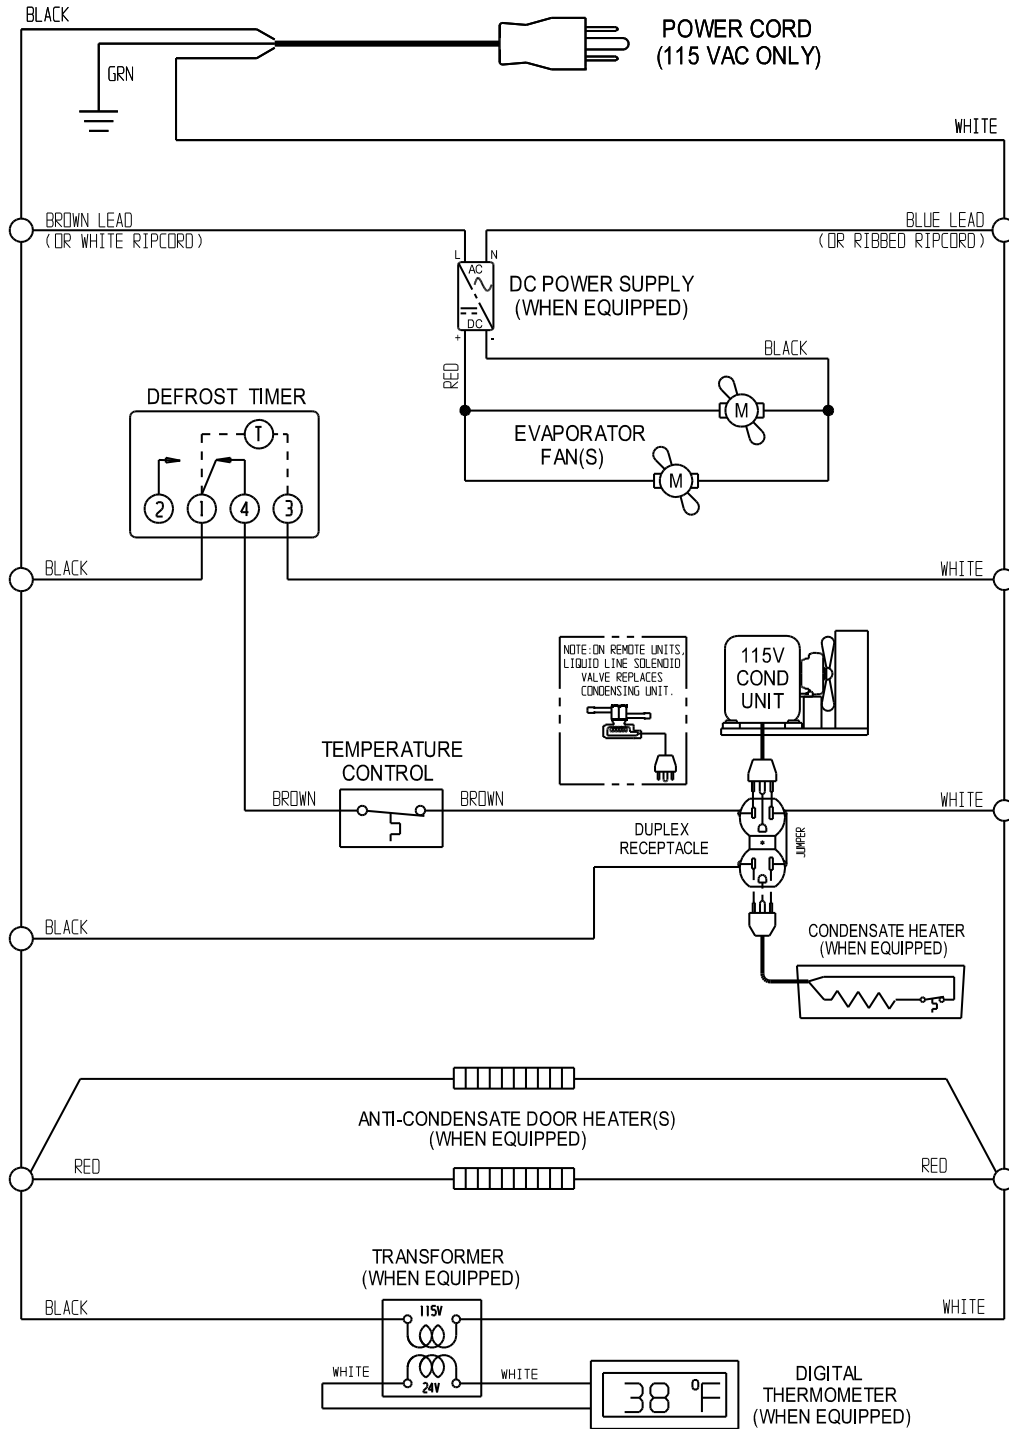 BLACK
POWER CORD
(115 VAC ONLY)
GRN
WHITE
BROWN LEAD
(OR WHITE RIPCORD)
BLUE LEAD
(OR RIBBED RIPCORD)
L
N
AC
DC
+
-
DC POWER SUPPLY
(WHEN EQUIPPED)
BLACK
RED
DEFROST TIMER
M
EVAPORATOR
FAN(S)
M
T
2
1
4
3
BLACK
WHITE
NOTE:ON REMOTE UNITS,
LIQUID LINE SOLENOID
VALVE REPLACES
CONDENSING UNIT.
115V
COND
UNIT
TEMPERATURE
CONTROL
BROWN
BROWN
WHITE
DUPLEX
RECEPTACLE
JUMPER
*
BLACK
CONDENSATE HEATER
(WHEN EQUIPPED)
ANTI-CONDENSATE DOOR HEATER(S)
(WHEN EQUIPPED)
RED
RED
TRANSFORMER
(WHEN EQUIPPED)
BLACK
WHITE
115V
24V
WHITE
WHITE
38 °F
DIGITAL
THERMOMETER
(WHEN EQUIPPED)